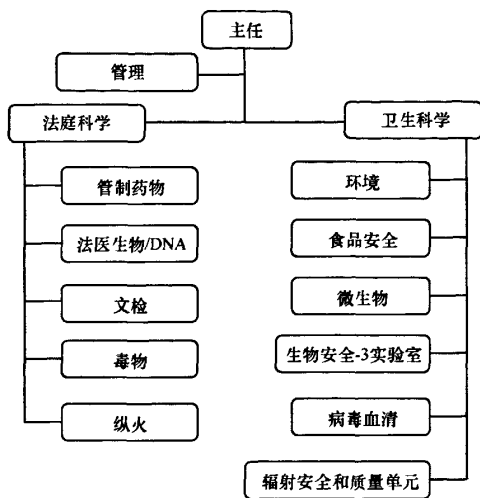 主任
管理
法庭科学
卫生科学
管制药物
环境
法医生物/DNA
食品安全
文检
微生物
毒物
生物安全-3实验室
纵火
病毒血清
辐射安全和质量单元